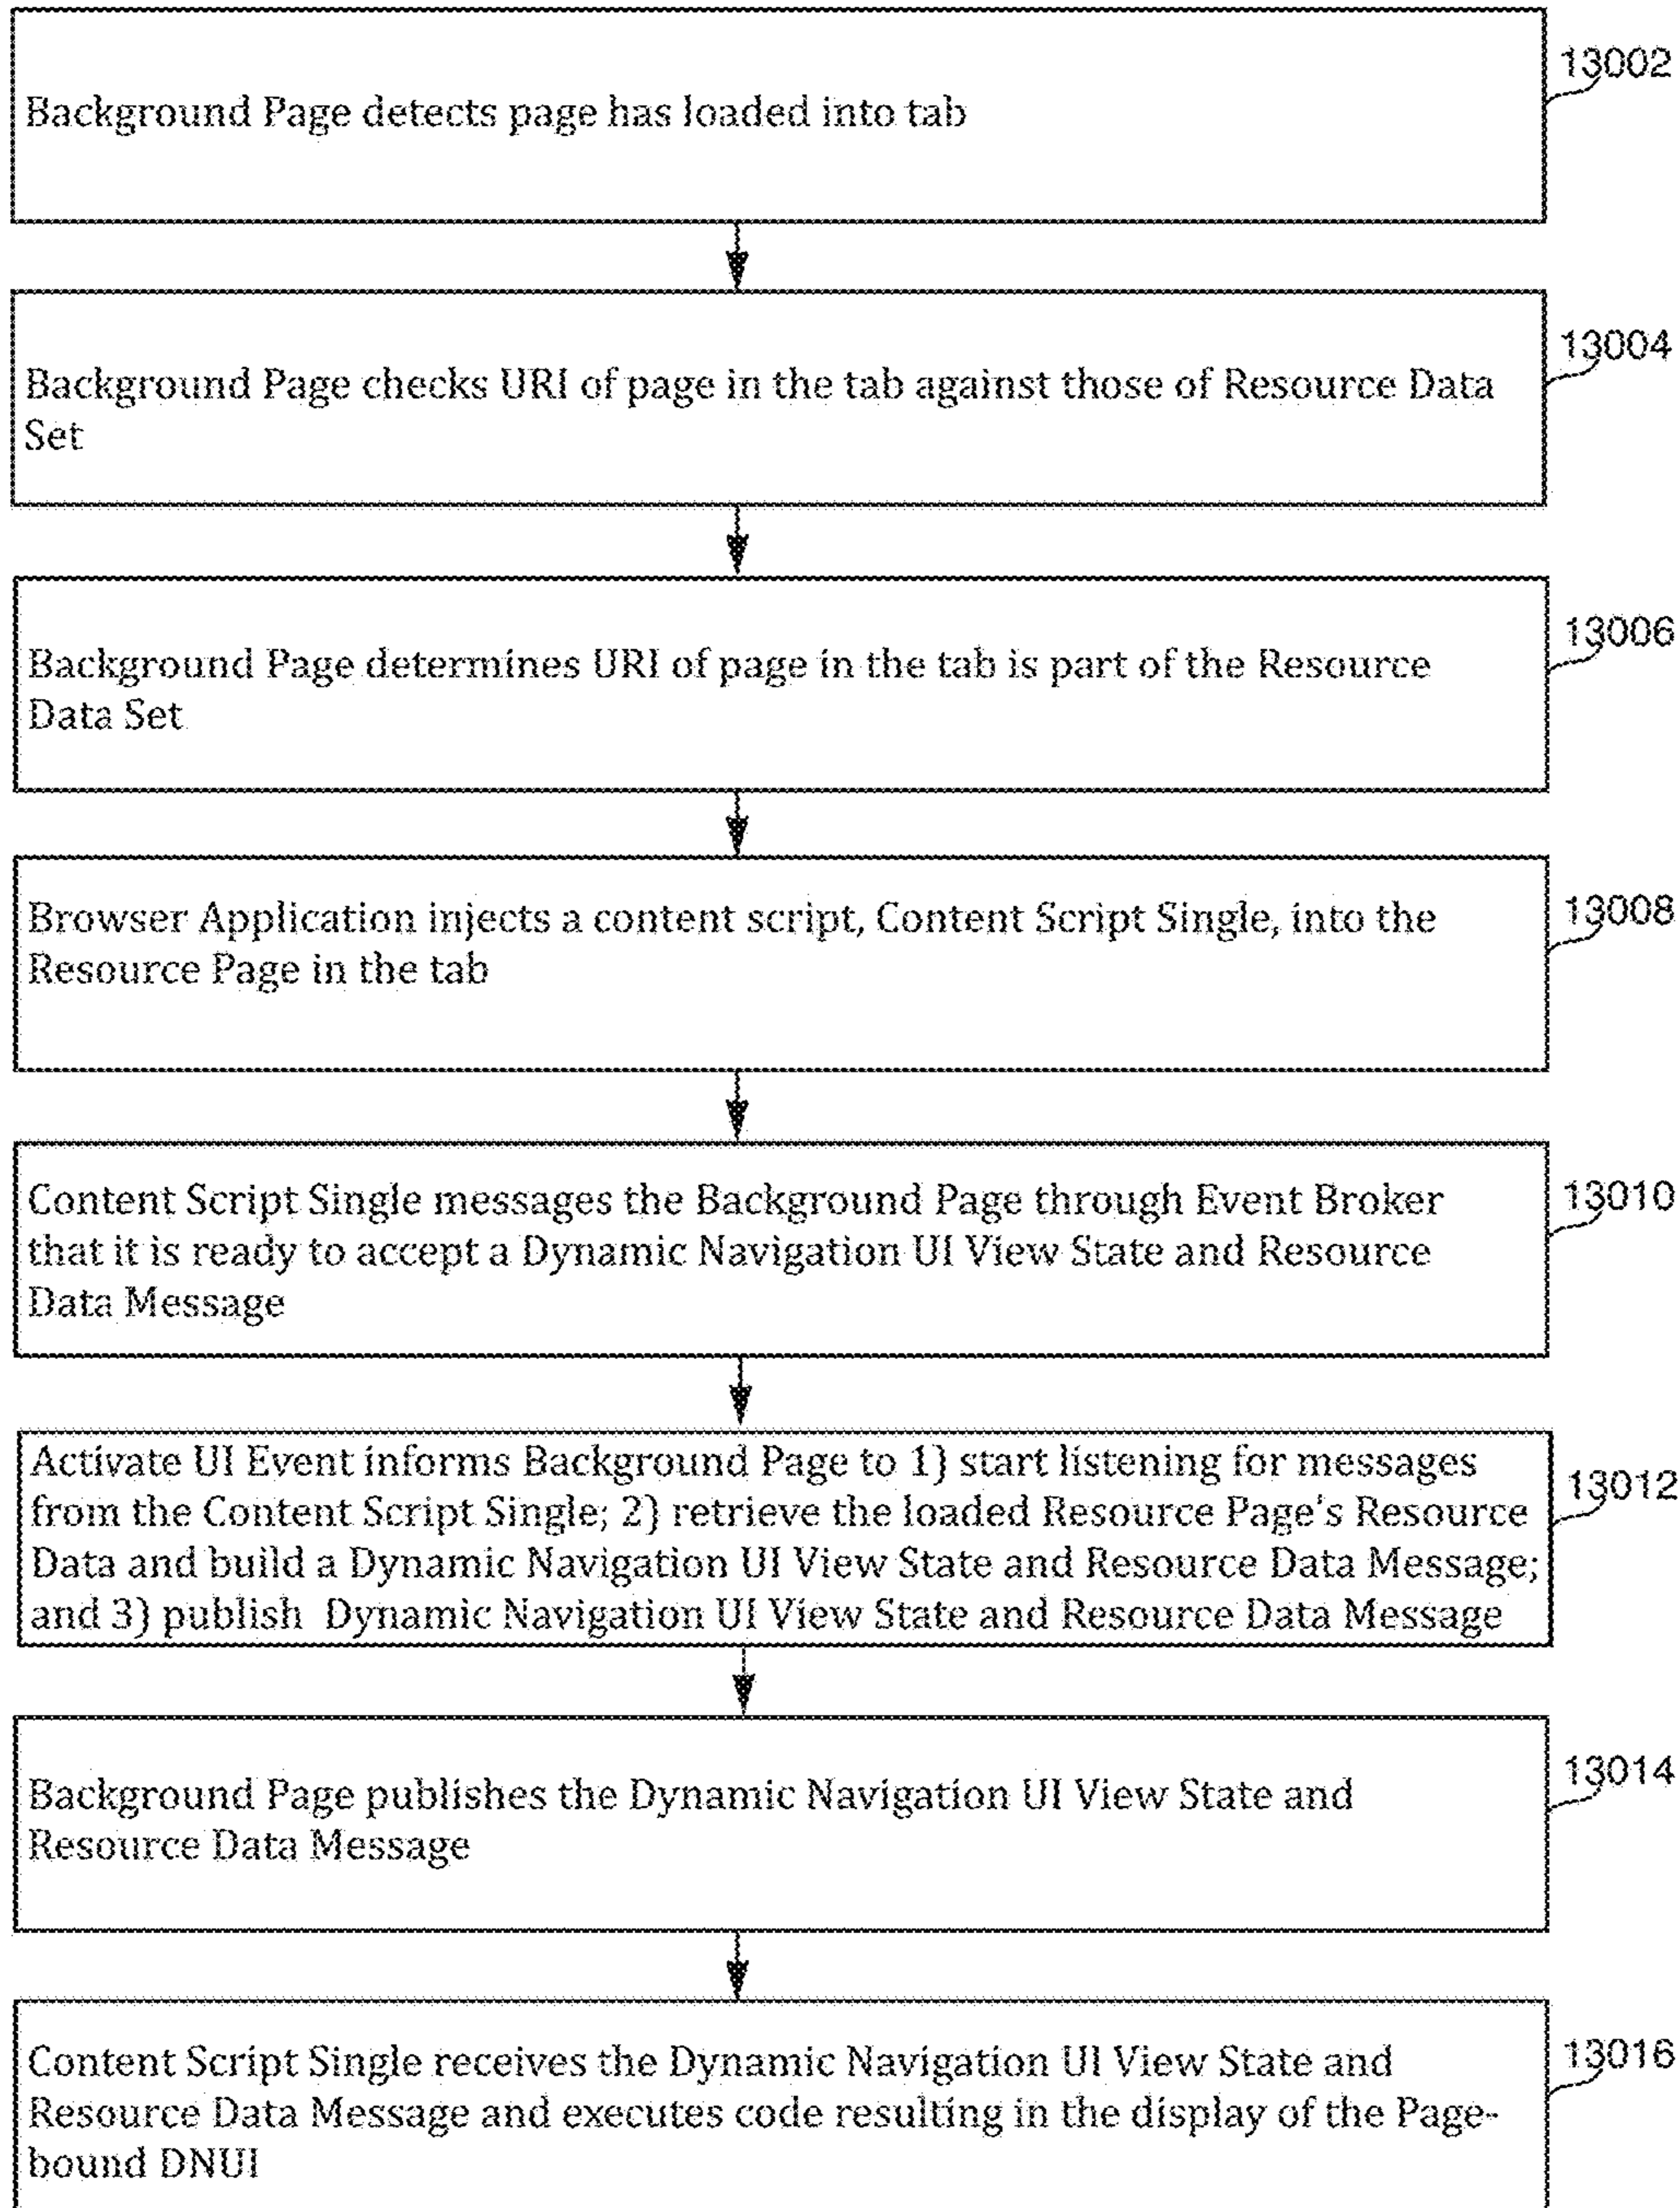 13002
Background Page detects page has loaded into tab
13004
Background Page checks URI of page in the tab against those of Resource Data
Set
13006
Background Page determines URI of page in the tab is part of the Resource
Data Set
13008
Browser Application injects a content script, Content Script Single, into the
Resource Page in the tab
13010
Content Script Single messages the Background Page through Event Broker
that it is ready to accept a Dynamic Navigation UI View State and Resource
Data Message
13012
Activate UI Event informs Background Page to 1) start listening for messages
from the Content Script Single; 2) retrieve the loaded Resource Page's Resource
Data and build a Dynamic Navigation UI View State and Resource Data Message;
and 3) publish Dynamic Navigation UI View State and Resource Data Message
13014
Background Page publishes the Dynamic Navigation UI View State and
Resource Data Message
13016
Content Script Single receives the Dynamic Navigation UI View State and
Resource Data Message and executes code resulting in the display of the Page-
bound DNUI